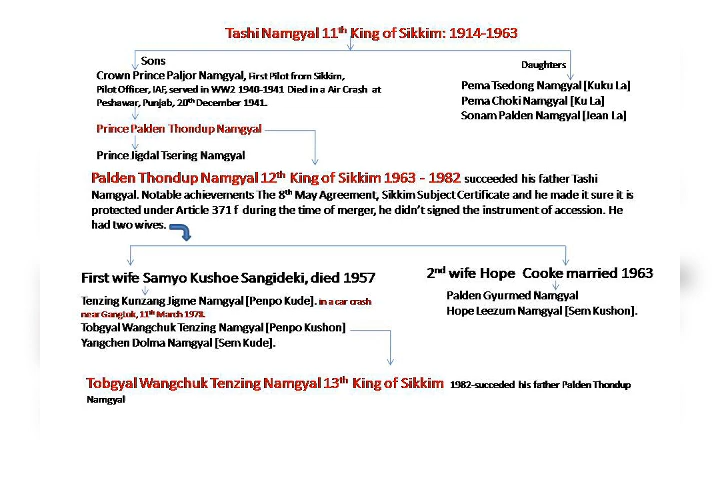 Tashi Namgyal 11th King of Sikkim: 1914-1963
Sons
Crown Prince Paljor Namgyal, First Pilot from Sikkim,
Pilot Officer, IAF, served in WW2 1940-1941 Died in a Air Crash at
Peshawar, Punjab, 20th December 1941.
Prince Palden Thondup Namgyal
Prince Jigdal Tsering Namgyal
Daughters
Pema Tsedong Namgyal [Kuku La]
Pema Choki Namgyal [Ku La]
Sonam Palden Namgyal [Jean La]
Palden Thondup Namgyal 12th King of Sikkim 1963 - 1982 succeeded his father Tashi
Namgyal. Notable achievements The 8th May Agreement, Sikkim Subject Certificate and he made it sure it is
protected under Article 371 f during the time of merger, he didn't signed the instrument of accession. He
had two wives.
First wife Samyo Kushoe Sangideki, died 1957
Tenzing Kunzang Jigme Namgyal [Penpo Kude]. in a car crash
near Gangtok, 11th March 1978.
Tobgyal Wangchuk Tenzing Namgyal [Penpo Kushon]
Yangchen Dolma Namgyal [Sem Kude].
2nd wife Hope Cooke married 1963
Palden Gyurmed Namgyal
Hope Leezum Namgyal [Sem Kushon].
Tobgyal Wangchuk Tenzing Namgyal 13th King of Sikkim 1982-succeded his father Palden Thondup
Namgyal